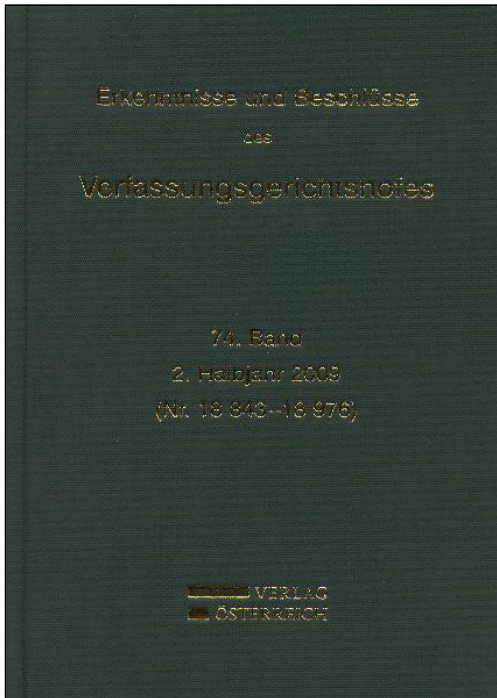 Erkenntnisse und Beschlüsse
des
Verfassungsgerichtshofes
74. Band
2. Halbjahr 2009
(Nr. 18 843–18 976)
VERLAG
ÖSTERREICH